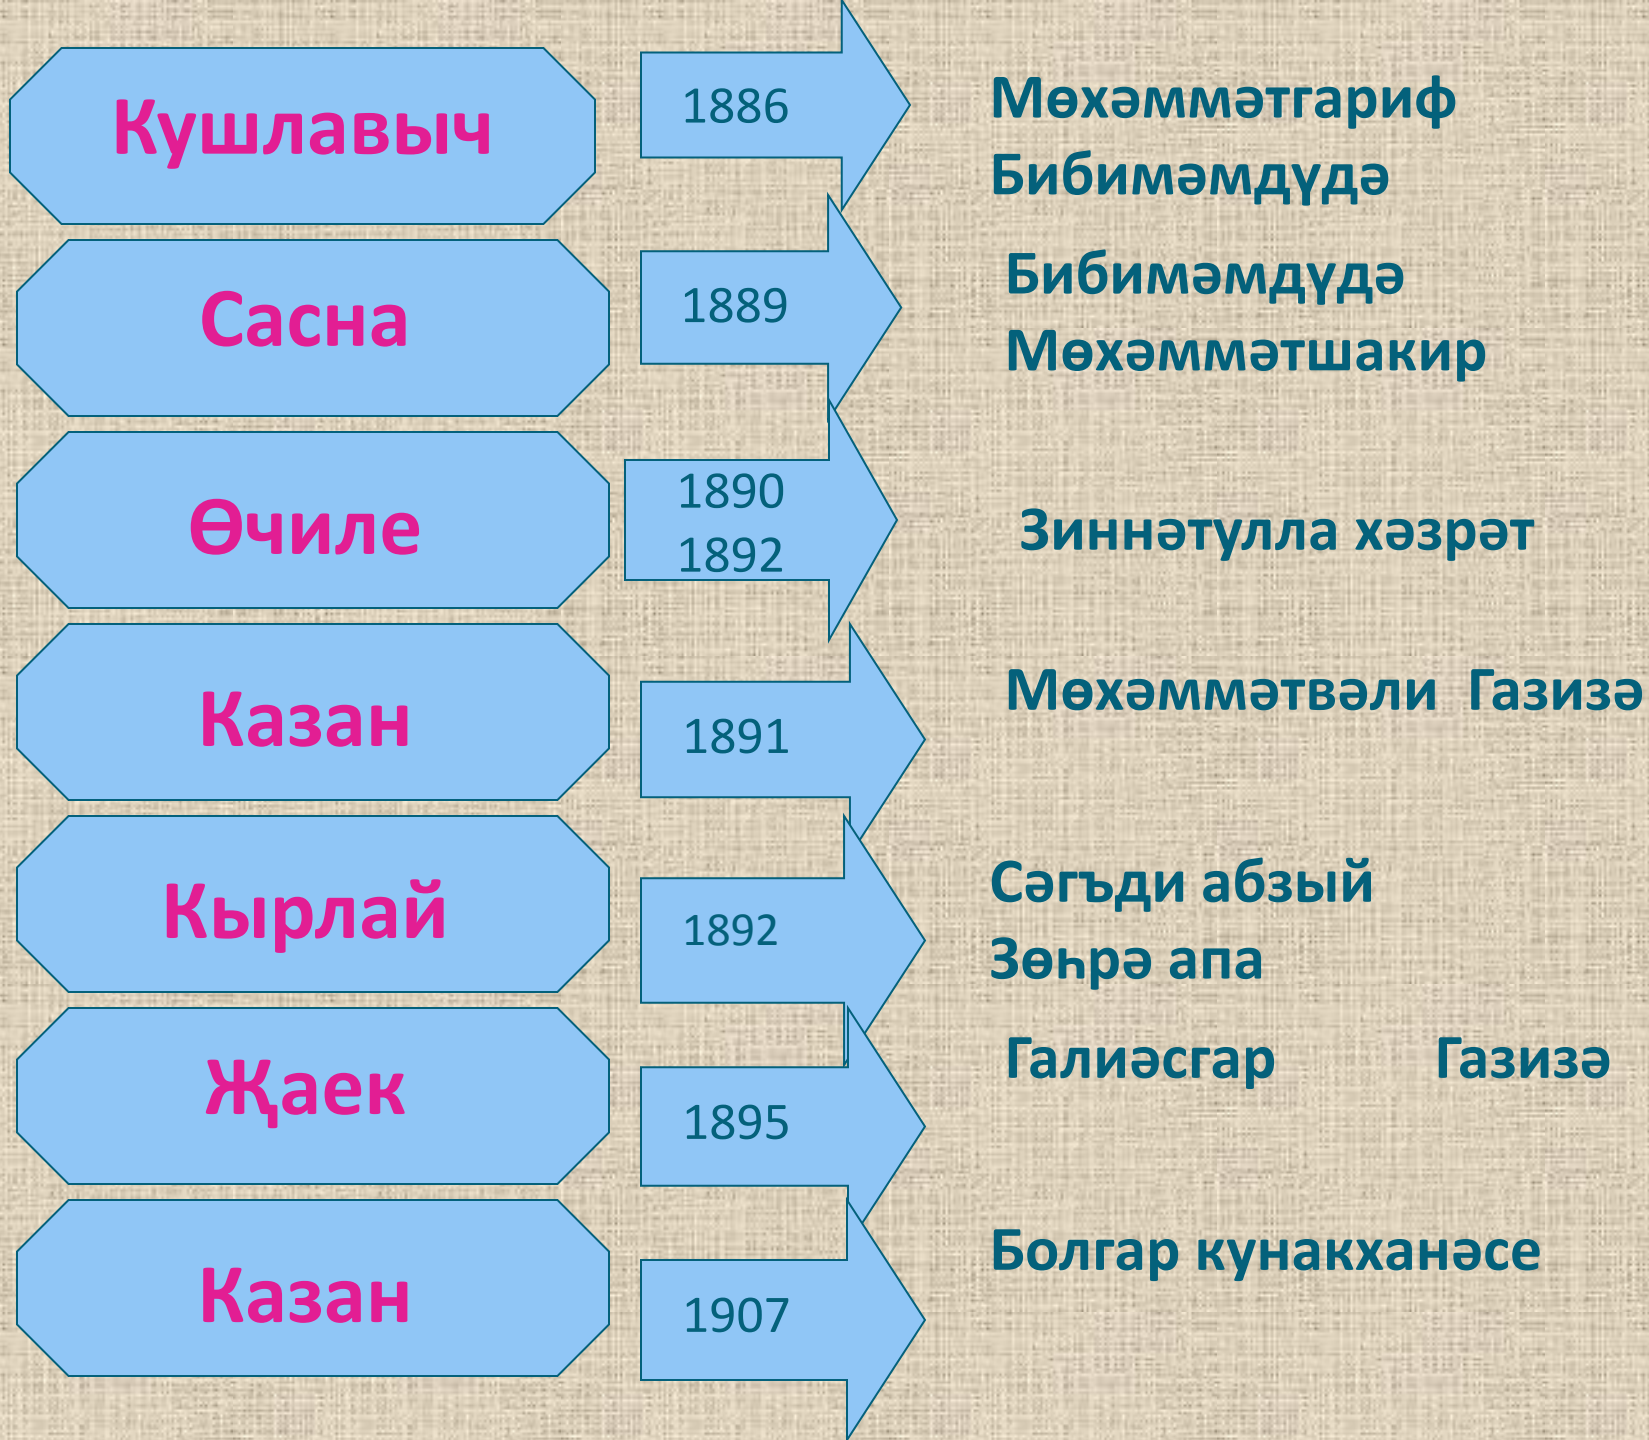 Кушлавыч
1886
Мөхәммәтгариф
Бибимәмдүдә
Сасна
1889
Бибимәмдүдә
Мөхәммәтшакир
Өчиле
1890
1892
Зиннәтулла хәзрәт
Казан
1891
Мөхәммәтвәли Газизә
Кырлай
1892
Сәгъди абзый
Зөһрә апа
Җаек
1895
Галиәсгар Газизә
Казан
1907
Болгар кунакханәсе